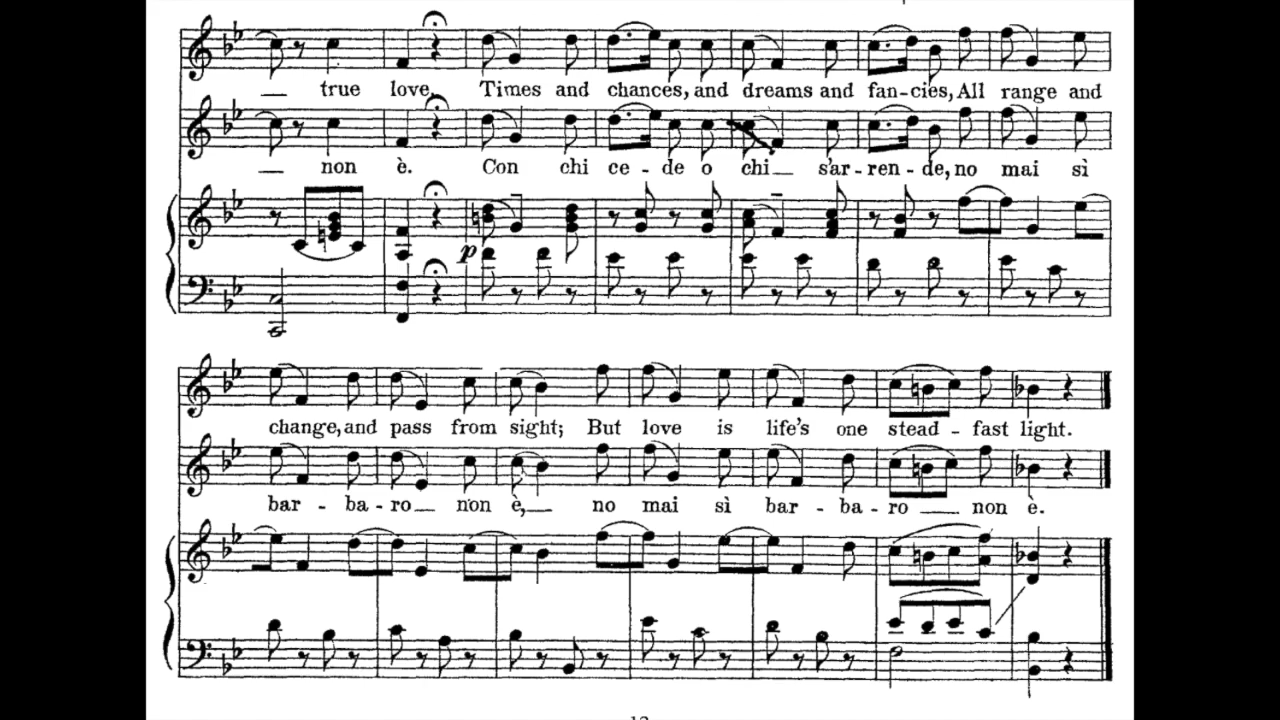 — true love. Times and chances, and dreams and fan-cies, All range and
— non è. Con chi ce - de o chi— s'ar - ren - de, no mai sì
p
change, and pass from sight; But love is life's one stead - fast light.
bar - ba - ro— non è,— no mai sì bar - ba - ro — non è.